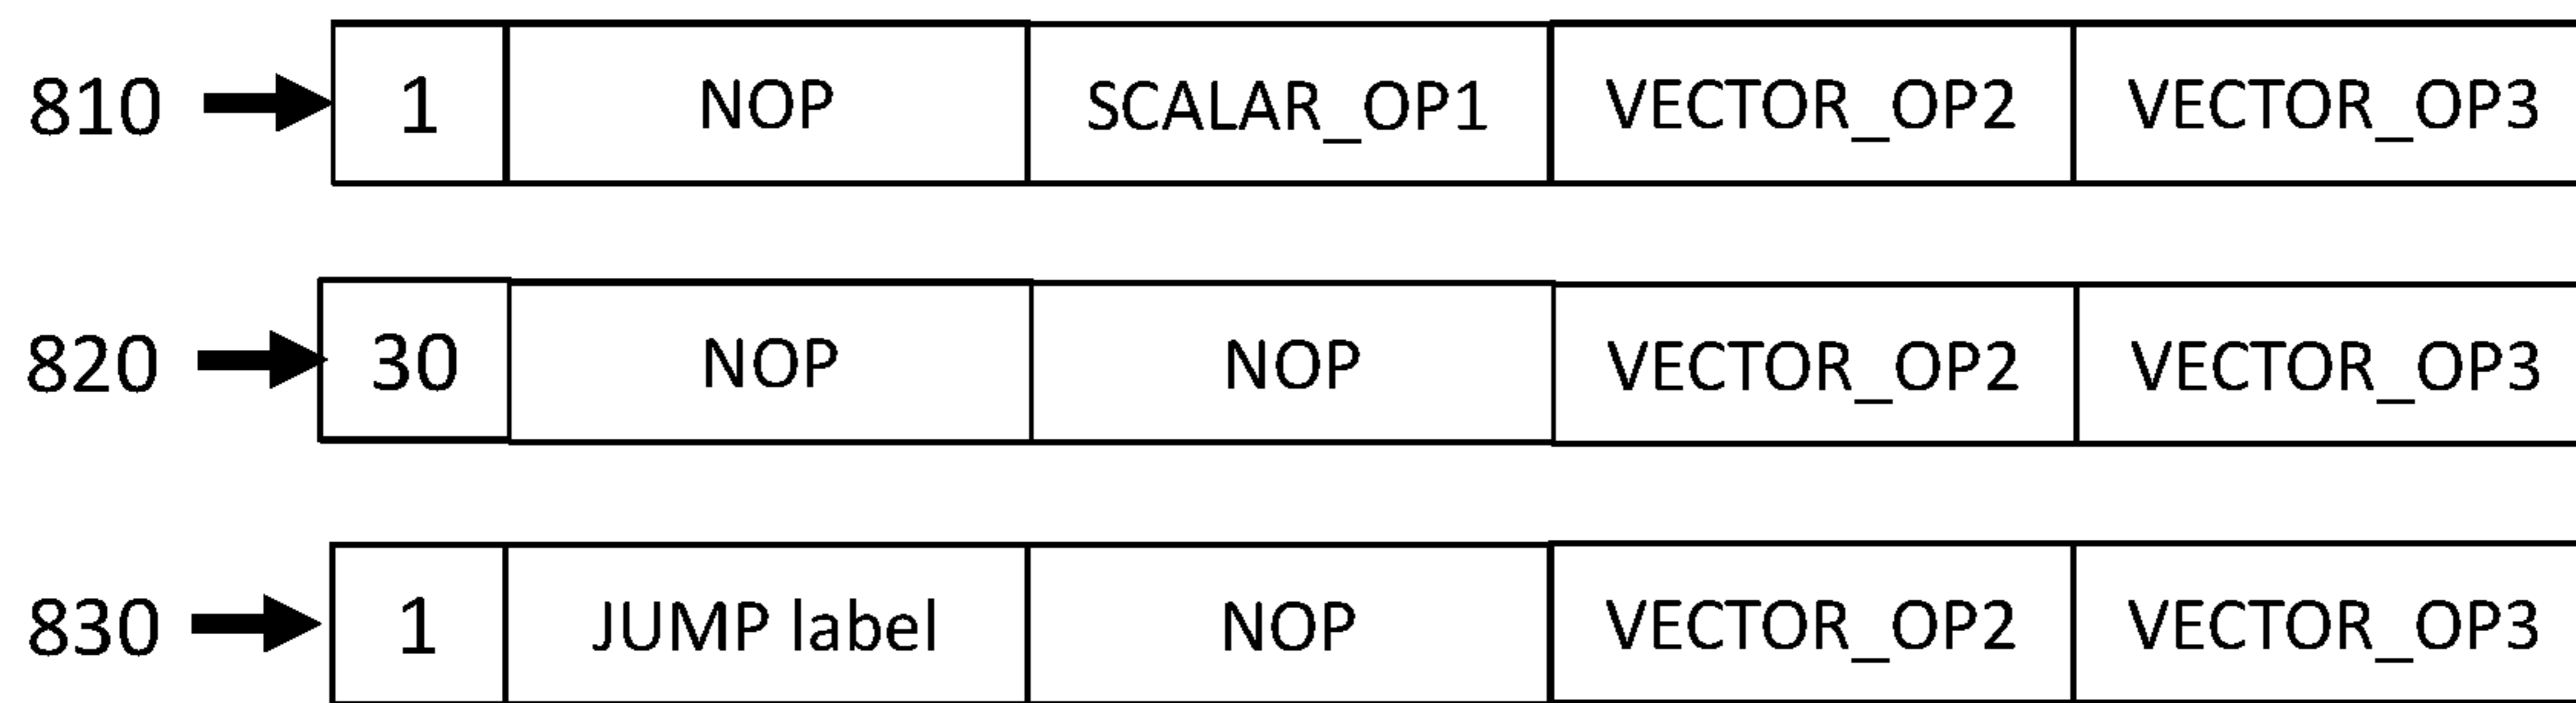 810 1 NOP SCALAR_OP1 VECTOR_OP2 VECTOR_OP3
820 30 NOP NOP VECTOR_OP2 VECTOR_OP3
830 1 JUMP label NOP VECTOR_OP2 VECTOR_OP3